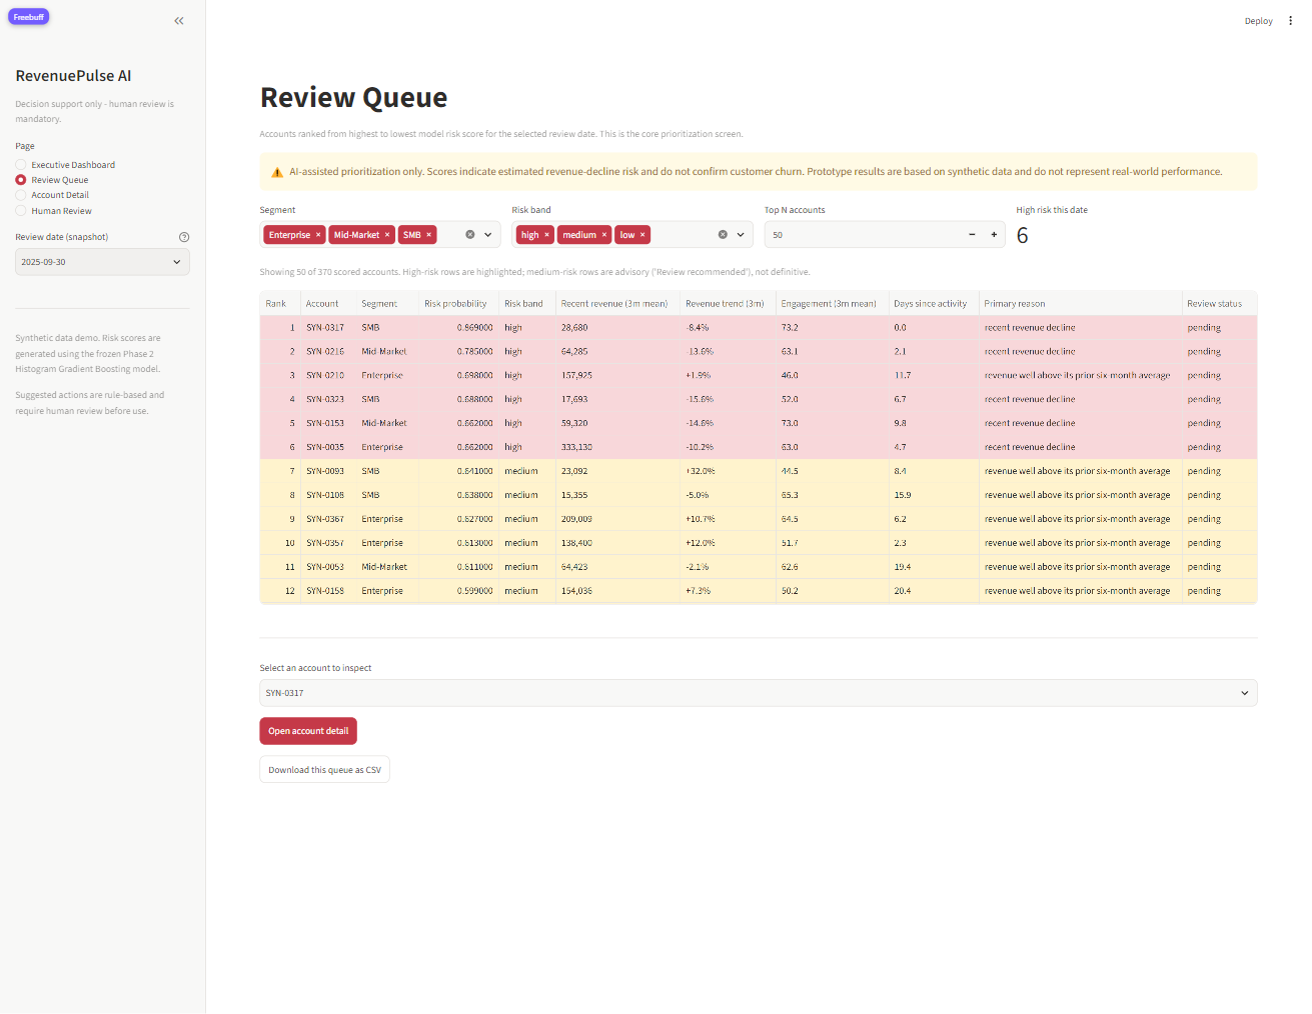 Freebuff
Deploy
RevenuePulse AI
Decision support only - human review is
mandatory.
Page
Executive Dashboard
Review Queue
Account Detail
Human Review
Review date (snapshot)
2025-09-30
Synthetic data demo. Risk scores are
generated using the frozen Phase 2
Histogram Gradient Boosting model.
Suggested actions are rule-based and
require human review before use.
Review Queue
Accounts ranked from highest to lowest model risk score for the selected review date. This is the core prioritization screen.
AI-assisted prioritization only. Scores indicate estimated revenue-decline risk and do not confirm customer churn. Prototype results are based on synthetic data and do not represent real-world performance.
Segment Risk band Top N accounts High risk this date
Enterprise × Mid-Market × SMB × high × medium × low × 50 − + 6
Showing 50 of 370 scored accounts. High-risk rows are highlighted; medium-risk rows are advisory ('Review recommended'), not definitive.
Rank Account Segment Risk probability Risk band Recent revenue (3m mean) Revenue trend (3m) Engagement (3m mean) Days since activity Primary reason Review status
1 SYN-0317 SMB 0.869000 high 28,680 -8.4% 73.2 0.0 recent revenue decline pending
2 SYN-0216 Mid-Market 0.785000 high 64,285 -13.6% 63.1 2.1 recent revenue decline pending
3 SYN-0210 Enterprise 0.698000 high 157,925 +1.9% 46.0 11.7 revenue well above its prior six-month average pending
4 SYN-0323 SMB 0.688000 high 17,693 -15.8% 52.0 6.7 recent revenue decline pending
5 SYN-0153 Mid-Market 0.662000 high 59,320 -14.8% 73.0 9.8 recent revenue decline pending
6 SYN-0035 Enterprise 0.662000 high 333,130 -10.2% 63.0 4.7 recent revenue decline pending
7 SYN-0093 SMB 0.641000 medium 23,092 +32.0% 44.5 8.4 revenue well above its prior six-month average pending
8 SYN-0108 SMB 0.638000 medium 15,355 -5.0% 65.3 15.9 revenue well above its prior six-month average pending
9 SYN-0367 Enterprise 0.627000 medium 209,009 +10.7% 64.5 6.2 revenue well above its prior six-month average pending
10 SYN-0357 Enterprise 0.613000 medium 138,400 +12.0% 51.7 2.3 revenue well above its prior six-month average pending
11 SYN-0053 Mid-Market 0.611000 medium 64,423 -2.1% 62.6 19.4 revenue well above its prior six-month average pending
12 SYN-0158 Enterprise 0.599000 medium 154,036 +7.3% 50.2 20.4 revenue well above its prior six-month average pending
Select an account to inspect
SYN-0317
Open account detail
Download this queue as CSV